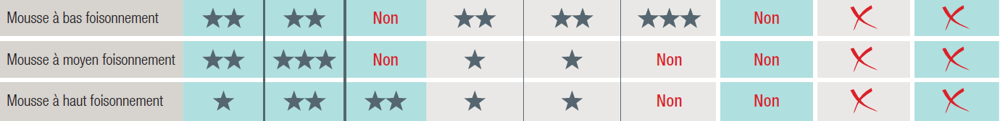 Mousse à bas foisonnement ★★ ★★ Non ★★ ★★ ★★★ Non ✗ ✗
Mousse à moyen foisonnement ★★ ★★★ Non ★ ★ Non Non ✗ ✗
Mousse à haut foisonnement ★ ★★ ★★ ★ ★ Non Non ✗ ✗